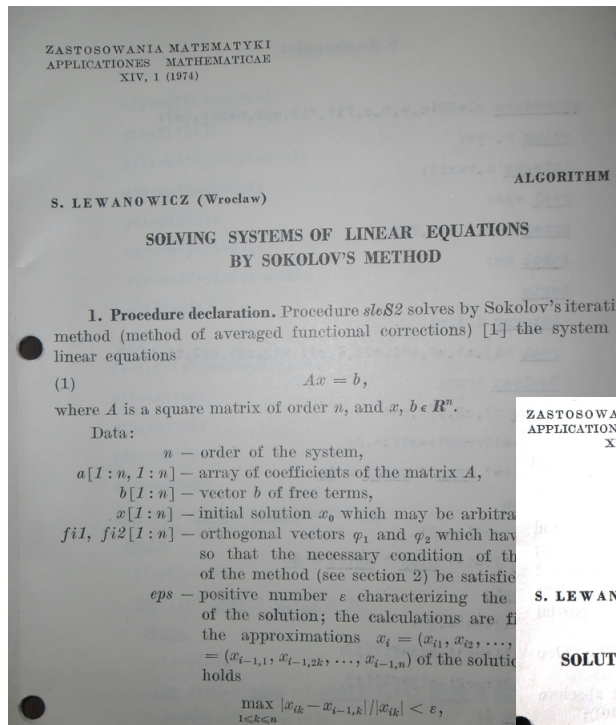 ZASTOSOWANIA MATEMATYKI
APPLICATIONES MATHEMATICAE
XIV, 1 (1974)
ALGORITHM
S. LEWANOWICZ (Wrocław)
SOLVING SYSTEMS OF LINEAR EQUATIONS
BY SOKOLOV'S METHOD
1. Procedure declaration. Procedure sleS2 solves by Sokolov's iterati
method (method of averaged functional corrections) [1] the system
linear equations
(1) Ax = b,
where A is a square matrix of order n, and x, b ϵ Rⁿ.
Data:
n — order of the system,
a[1 : n, 1 : n] — array of coefficients of the matrix A,
b[1 : n] — vector b of free terms,
x[1 : n] — initial solution x₀ which may be arbitra
fi1, fi2[1 : n] — orthogonal vectors φ₁ and φ₂ which hav
so that the necessary condition of th
of the method (see section 2) be satisfie
eps — positive number ε characterizing the
of the solution; the calculations are fi
the approximations xᵢ = (xᵢ₁, xᵢ₂, ...,
= (xᵢ₋₁,₁, xᵢ₋₁,₂ₖ, ..., xᵢ₋₁,ₙ) of the solutio
holds
max |xᵢₖ − xᵢ₋₁,ₖ|/|xᵢₖ| < ε,
1⩽k⩽n
ZASTOSOWA
APPLICATION
X
S. LEWAN
SOLUT